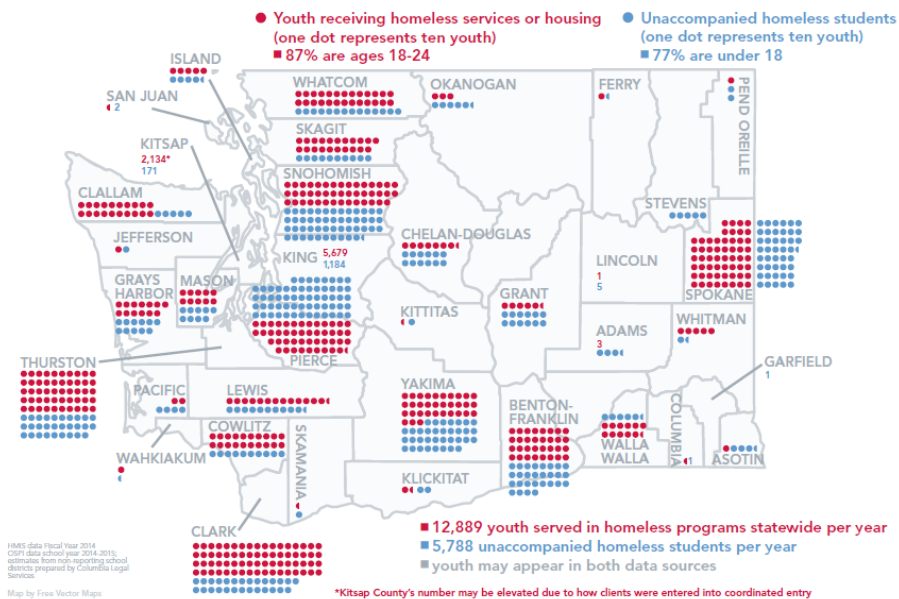 Youth receiving homeless services or housing
(one dot represents ten youth)
87% are ages 18-24
Unaccompanied homeless students
(one dot represents ten youth)
77% are under 18
ISLAND
SAN JUAN
2
KITSAP
2,134*
171
WHATCOM
OKANOGAN
FERRY
PEND OREILLE
SKAGIT
SNOHOMISH
CLALLAM
STEVENS
JEFFERSON
KING 5,679
1,184
CHELAN-DOUGLAS
LINCOLN
1
5
SPOKANE
GRAYS
HARBOR
MASON
KITTITAS
GRANT
ADAMS
3
WHITMAN
THURSTON
PIERCE
GARFIELD
1
PACIFIC
LEWIS
YAKIMA
BENTON-
FRANKLIN
COWLITZ
SKAMANIA
WALLA
WALLA
COLUMBIA
1
ASOTIN
WAHKIAKUM
KLICKITAT
CLARK
12,889 youth served in homeless programs statewide per year
5,788 unaccompanied homeless students per year
youth may appear in both data sources
HMIS data Fiscal Year 2014
OSPI data school year 2014-2015;
estimates from non-reporting school
districts prepared by Columbia Legal
Services
Map by Free Vector Maps
*Kitsap County's number may be elevated due to how clients were entered into coordinated entry